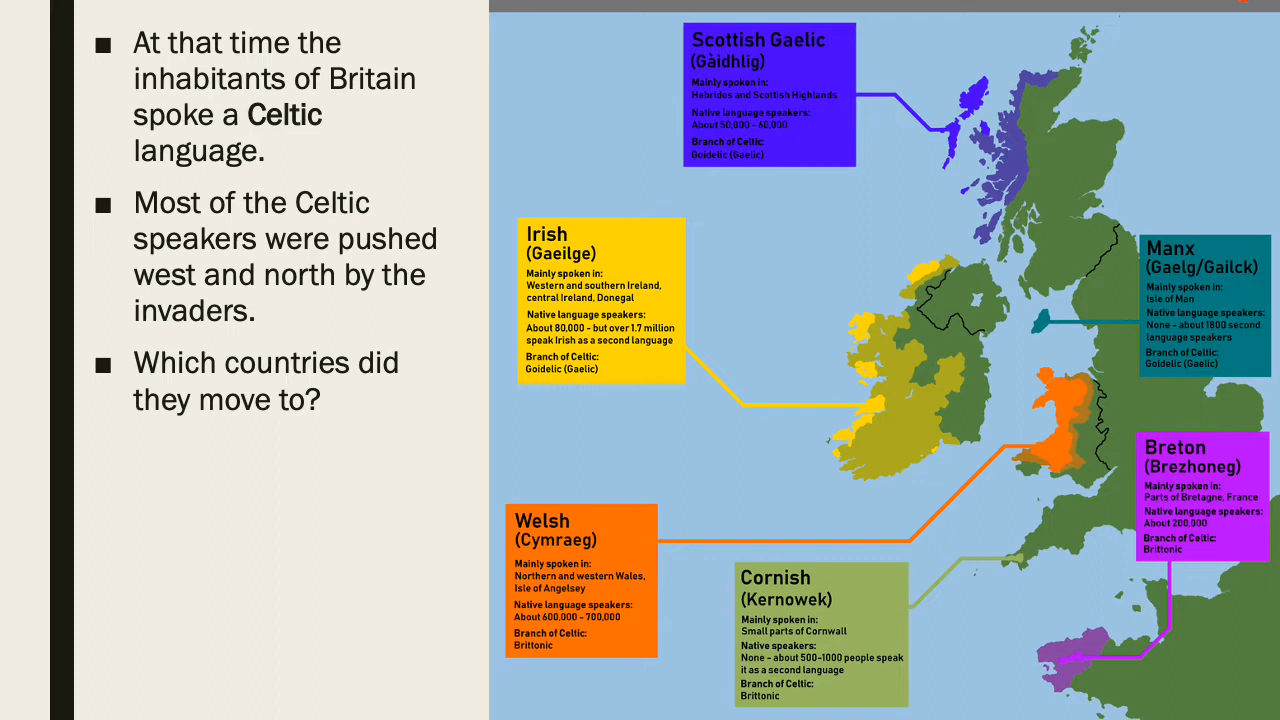 ■ At that time the
inhabitants of Britain
spoke a Celtic
language.
■ Most of the Celtic
speakers were pushed
west and north by the
invaders.
■ Which countries did
they move to?
Scottish Gaelic
(Gàidhlig)
Mainly spoken in:
Hebrides and Scottish Highlands
Native language speakers:
About 50,000 - 60,000
Branch of Celtic:
Goidelic (Gaelic)
Irish
(Gaeilge)
Mainly spoken in:
Western and southern Ireland,
central Ireland, Donegal
Native language speakers:
About 80,000 - but over 1.7 million
speak Irish as a second language
Branch of Celtic:
Goidelic (Gaelic)
Manx
(Gaelg/Gailck)
Mainly spoken in:
Isle of Man
Native language speakers:
None - about 1800 second
language speakers
Branch of Celtic:
Goidelic (Gaelic)
Breton
(Brezhoneg)
Mainly spoken in:
Parts of Bretagne, France
Native language speakers:
About 200,000
Branch of Celtic:
Brittonic
Welsh
(Cymraeg)
Mainly spoken in:
Northern and western Wales,
Isle of Angelsey
Native language speakers:
About 600,000 - 700,000
Branch of Celtic:
Brittonic
Cornish
(Kernowek)
Mainly spoken in:
Small parts of Cornwall
Native speakers:
None - about 500-1000 people speak
it as a second language
Branch of Celtic:
Brittonic